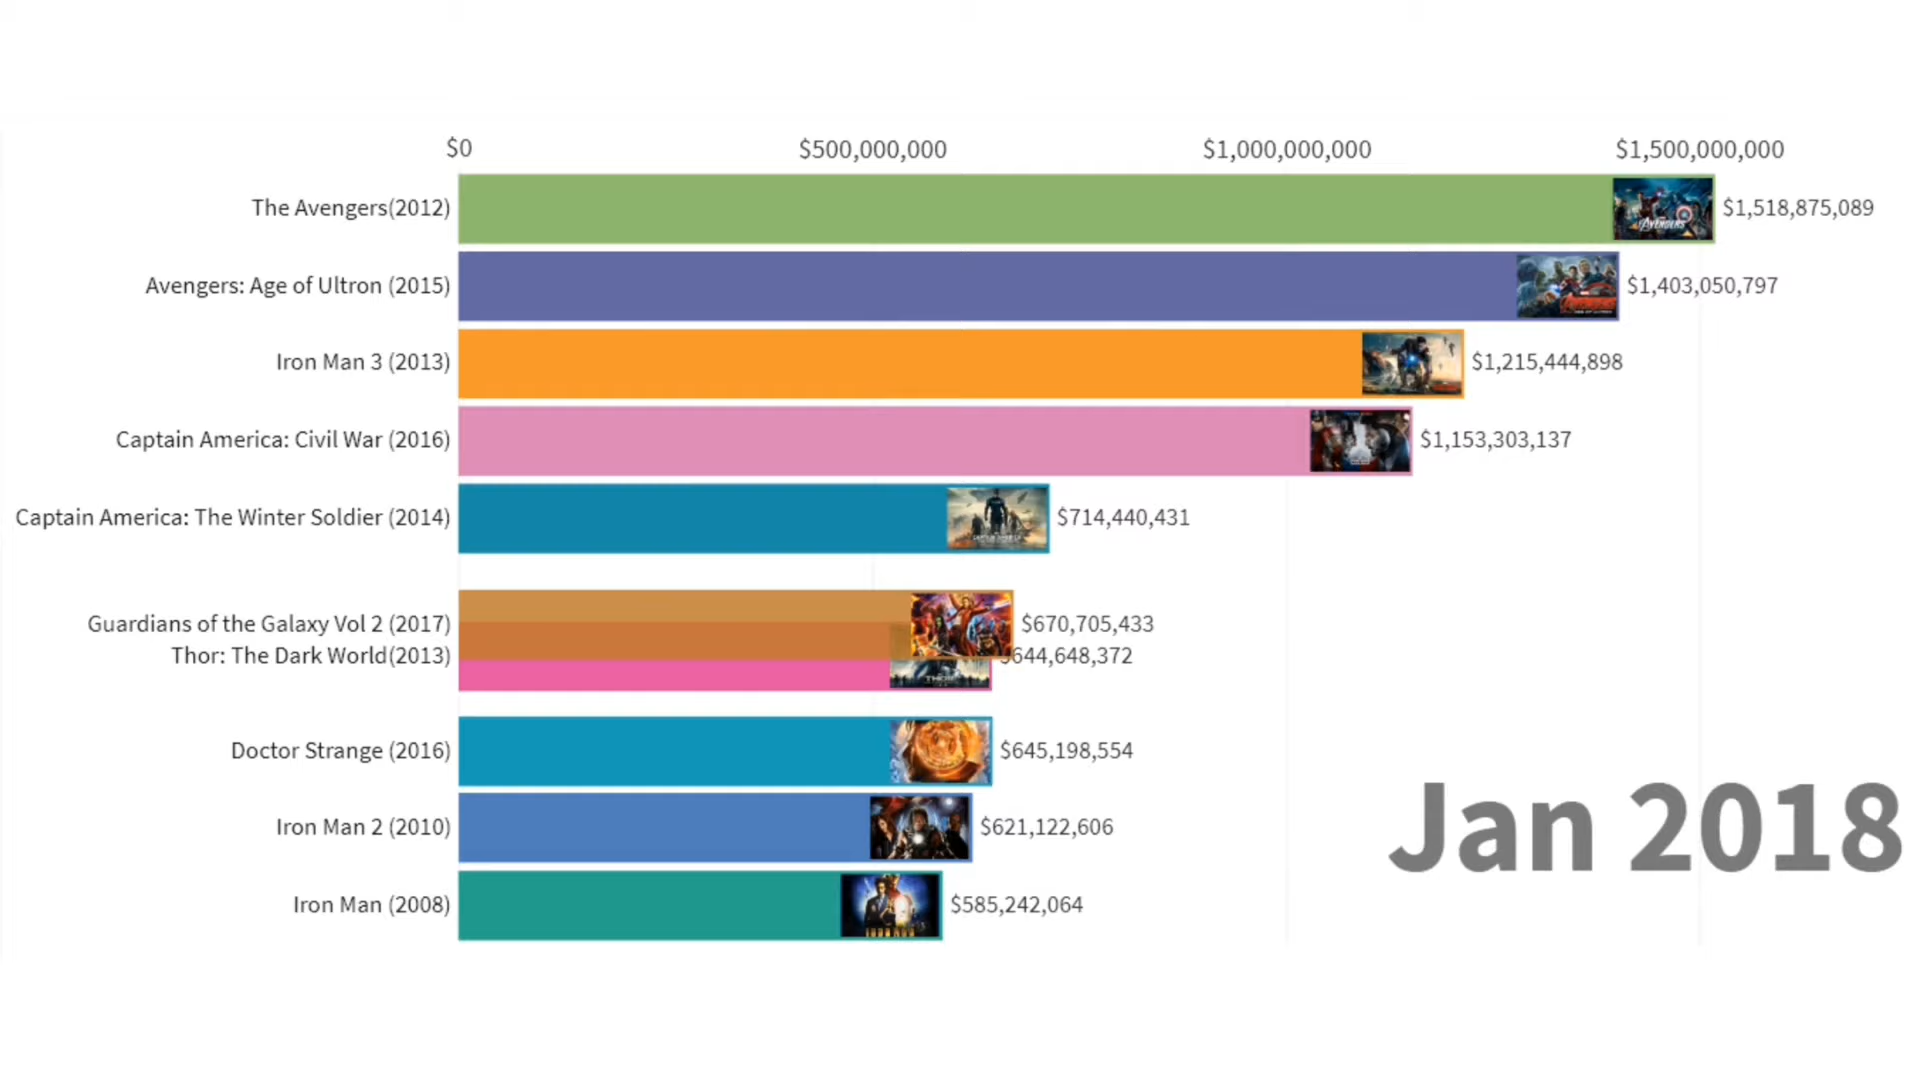 $0 $500,000,000 $1,000,000,000 $1,500,000,000
The Avengers(2012) $1,518,875,089
Avengers: Age of Ultron (2015) $1,403,050,797
Iron Man 3 (2013) $1,215,444,898
Captain America: Civil War (2016) $1,153,303,137
Captain America: The Winter Soldier (2014) $714,440,431
Guardians of the Galaxy Vol 2 (2017) $670,705,433
Thor: The Dark World(2013) $644,648,372
Doctor Strange (2016) $645,198,554
Iron Man 2 (2010) $621,122,606
Iron Man (2008) $585,242,064
Jan 2018